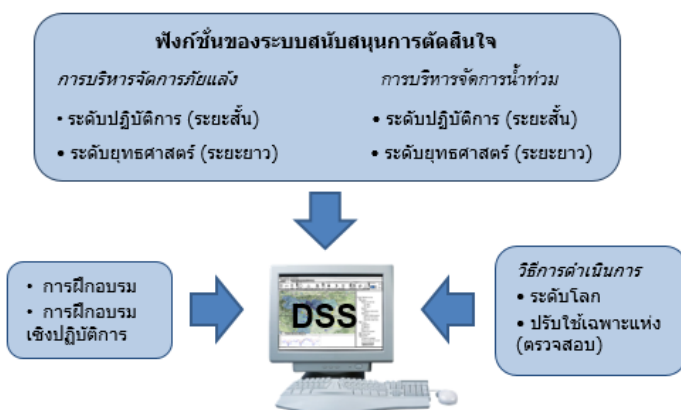 ฟังก์ชั่นของระบบสนับสนุนการตัดสินใจ
การบริหารจัดการภัยแล้ง
• ระดับปฏิบัติการ (ระยะสั้น)
• ระดับยุทธศาสตร์ (ระยะยาว)
การบริหารจัดการน้ำท่วม
• ระดับปฏิบัติการ (ระยะสั้น)
• ระดับยุทธศาสตร์ (ระยะยาว)
• การฝึกอบรม
• การฝึกอบรม
เชิงปฏิบัติการ
DSS
วิธีการดำเนินการ
• ระดับโลก
• ปรับใช้เฉพาะแห่ง
(ตรวจสอบ)